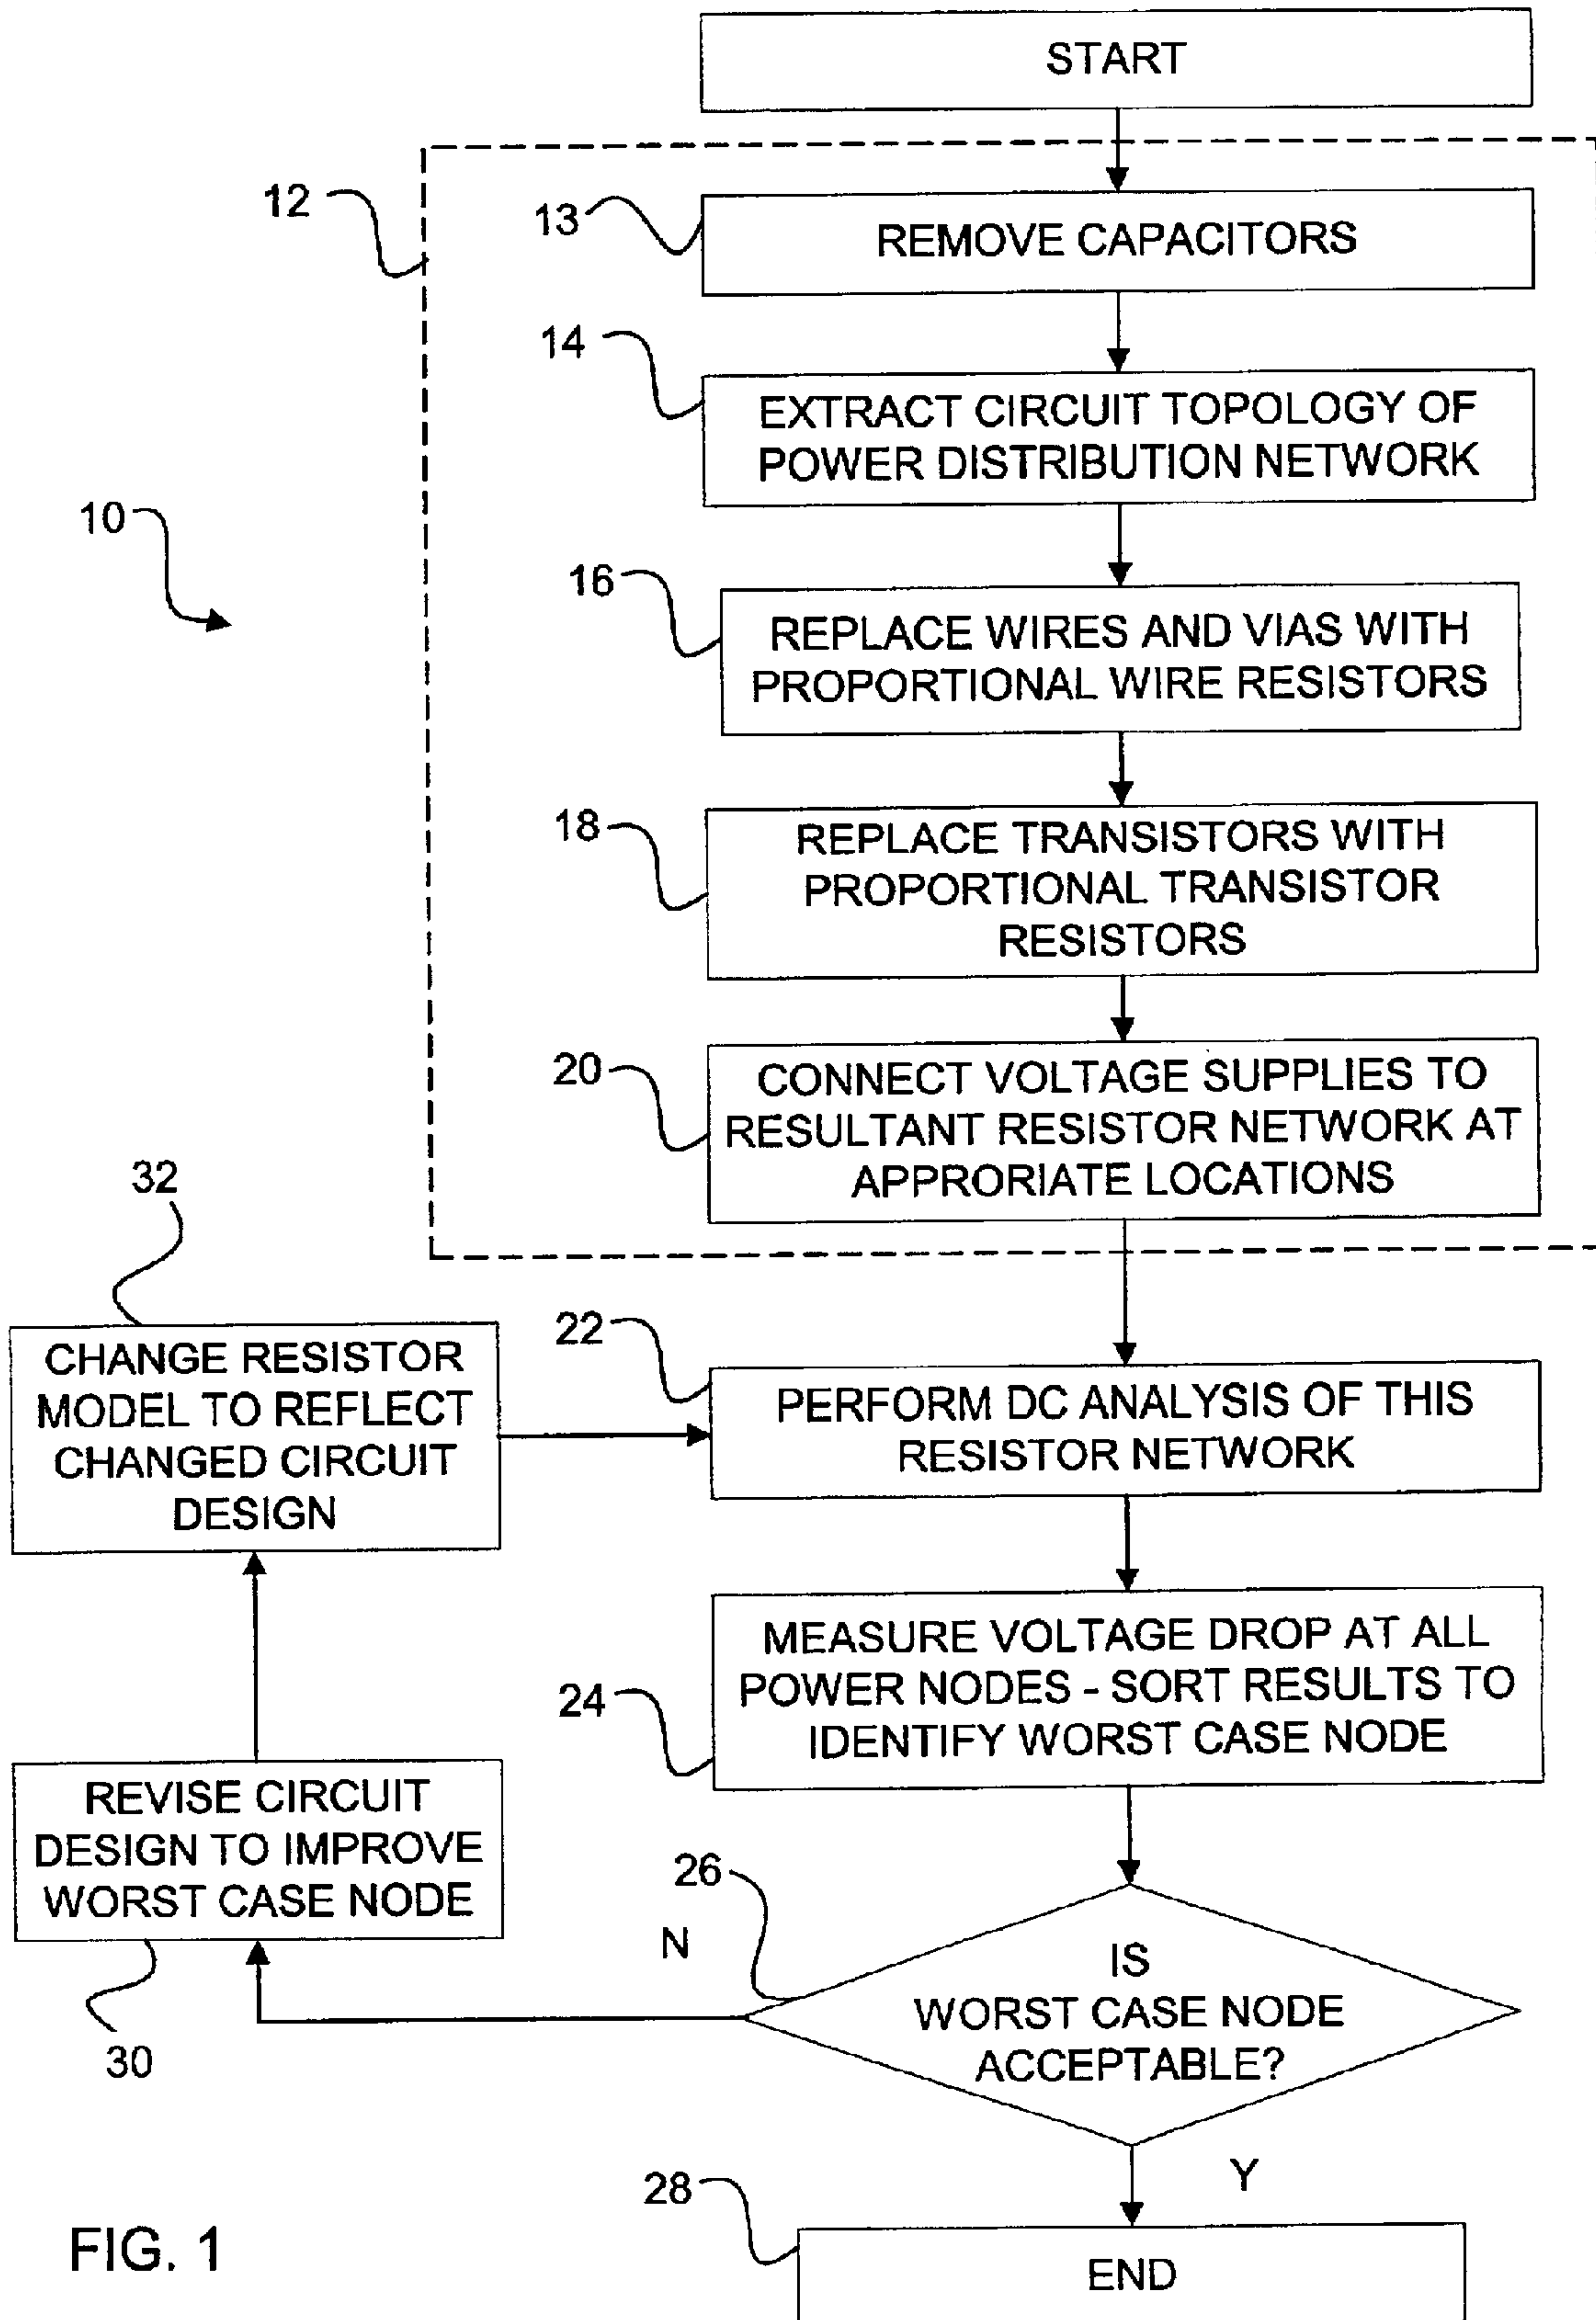 START
12
13
REMOVE CAPACITORS
14
EXTRACT CIRCUIT TOPOLOGY OF
POWER DISTRIBUTION NETWORK
10
16
REPLACE WIRES AND VIAS WITH
PROPORTIONAL WIRE RESISTORS
18
REPLACE TRANSISTORS WITH
PROPORTIONAL TRANSISTOR
RESISTORS
20
CONNECT VOLTAGE SUPPLIES TO
RESULTANT RESISTOR NETWORK AT
APPRORIATE LOCATIONS
32
CHANGE RESISTOR
MODEL TO REFLECT
CHANGED CIRCUIT
DESIGN
22
PERFORM DC ANALYSIS OF THIS
RESISTOR NETWORK
24
MEASURE VOLTAGE DROP AT ALL
POWER NODES - SORT RESULTS TO
IDENTIFY WORST CASE NODE
REVISE CIRCUIT
DESIGN TO IMPROVE
WORST CASE NODE
30
26
N
IS
WORST CASE NODE
ACCEPTABLE?
Y
28
END
FIG. 1